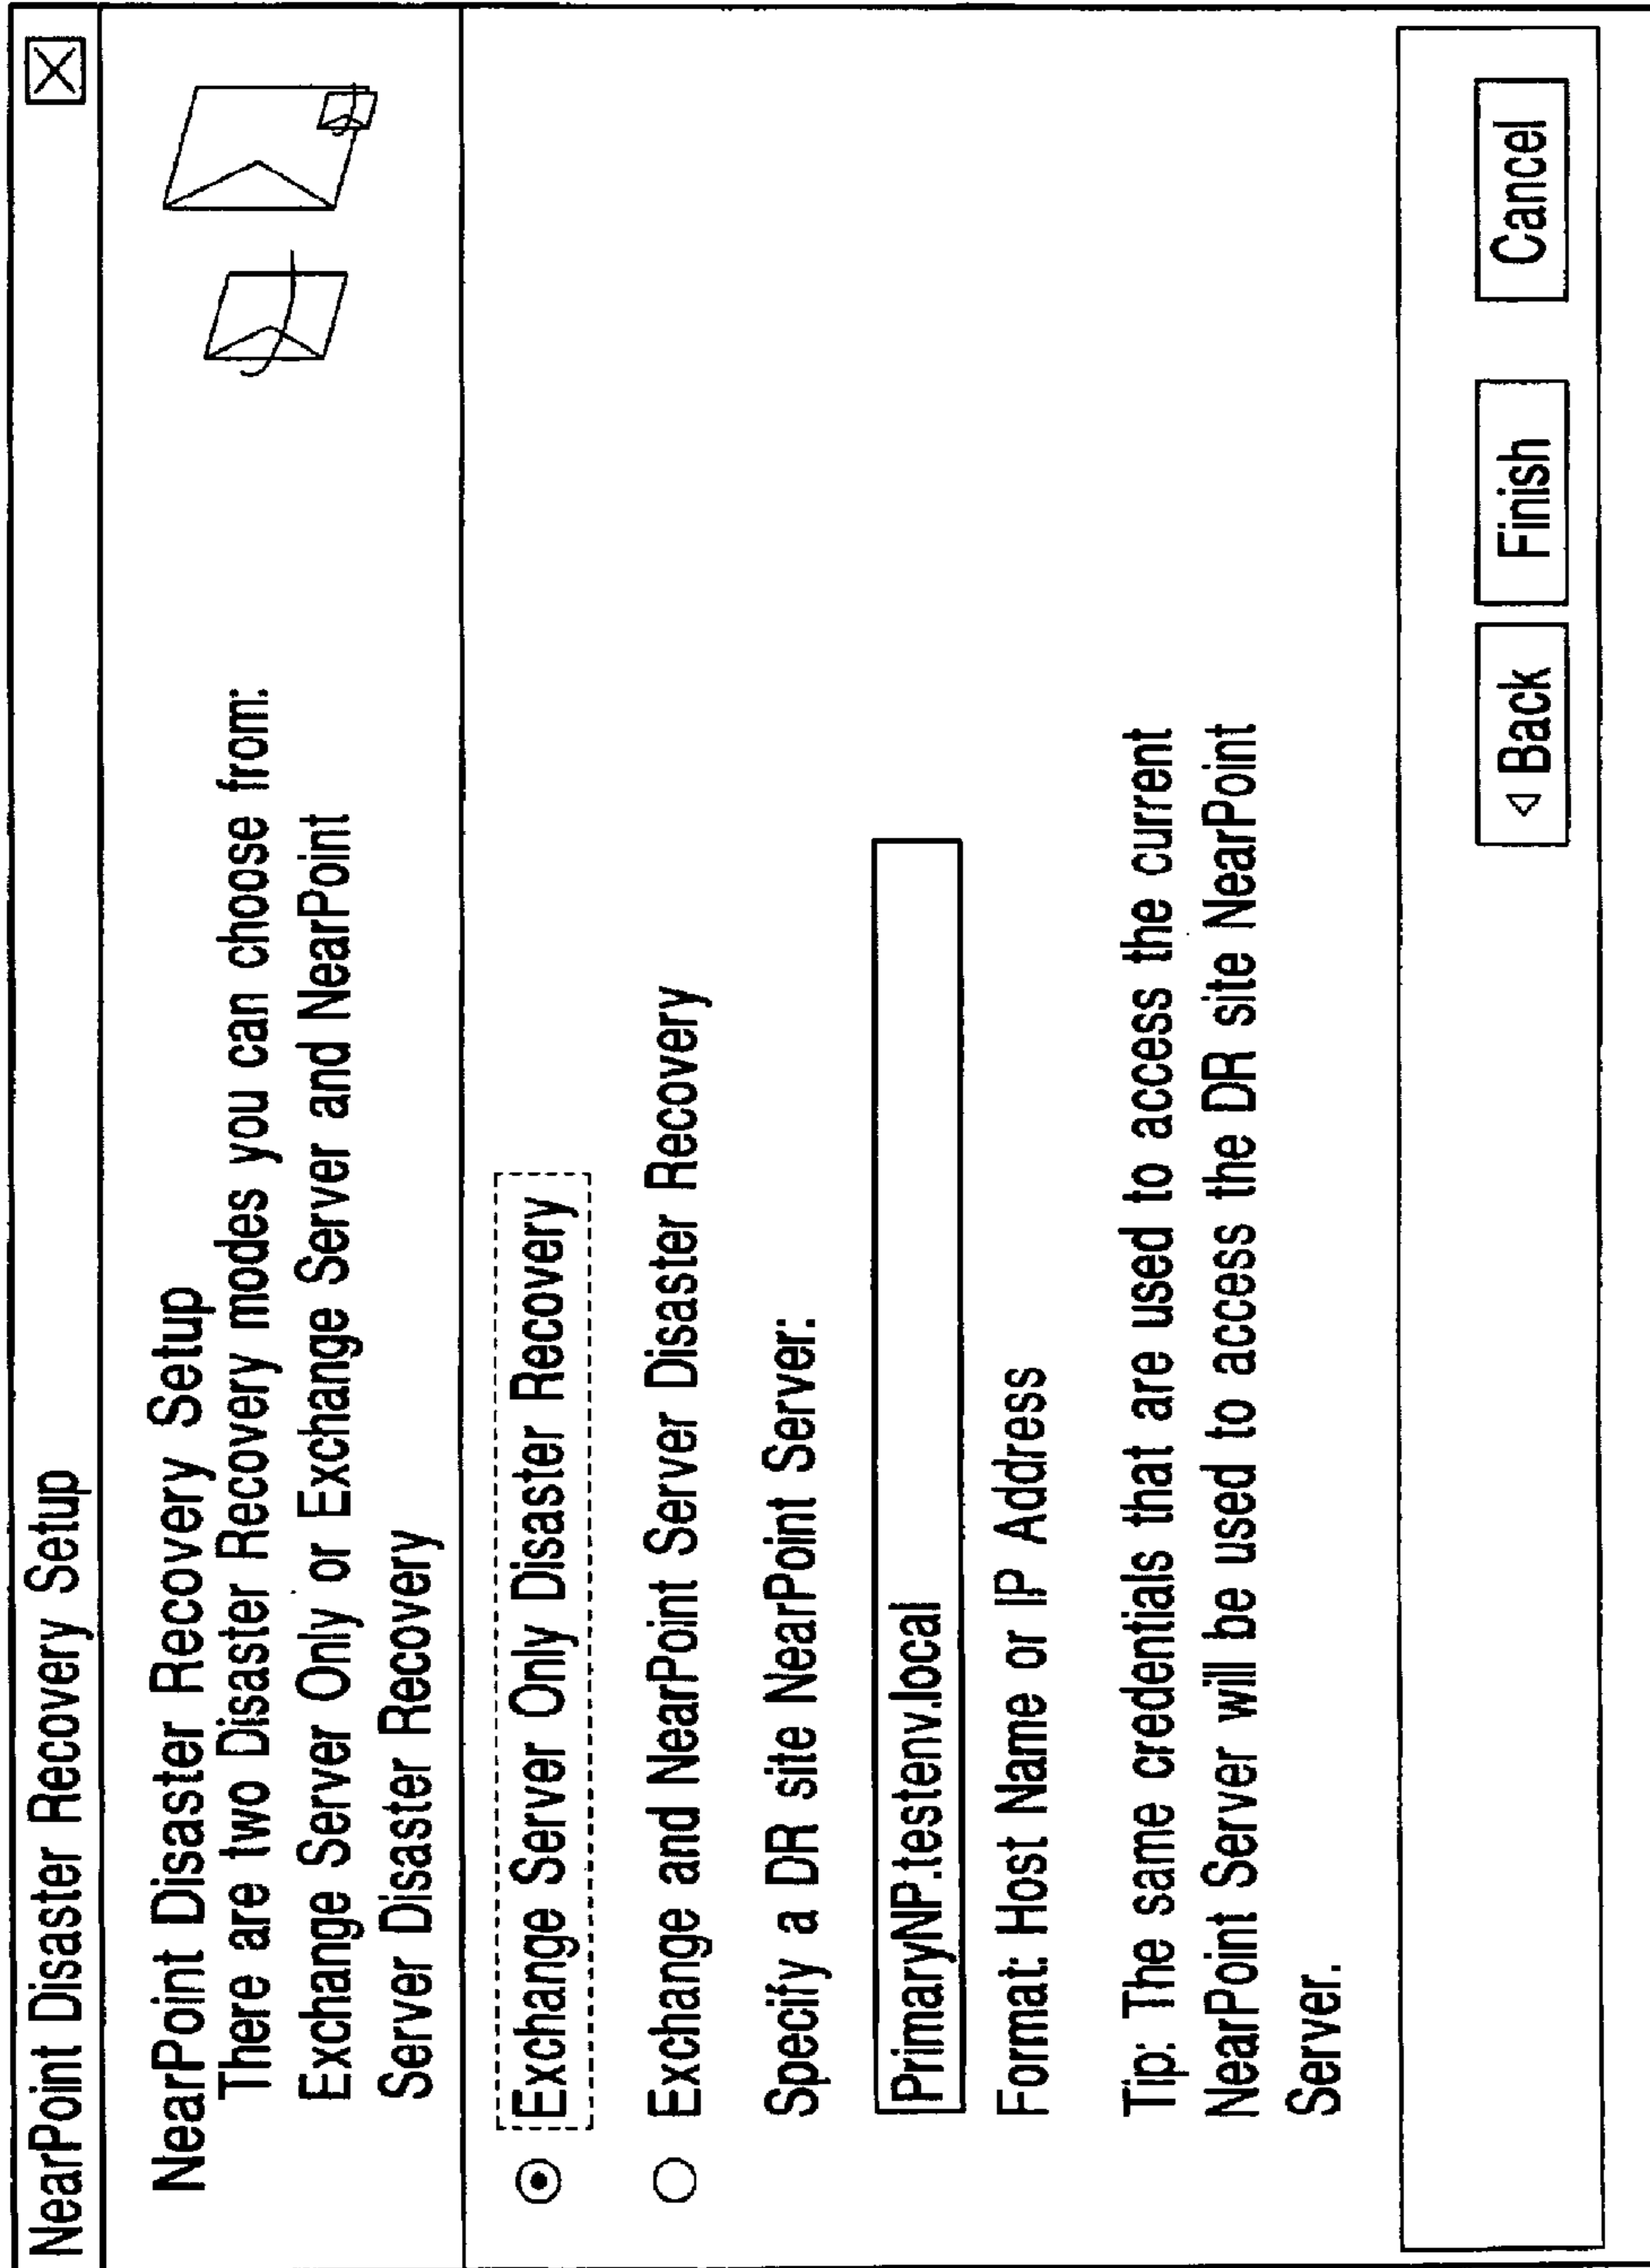 NearPoint Disaster Recovery Setup
NearPoint Disaster Recovery Setup
There are two Disaster Recovery modes you can choose from:
Exchange Server Only or Exchange Server and NearPoint
Server Disaster Recovery
Exchange Server Only Disaster Recovery
Exchange and NearPoint Server Disaster Recovery
Specify a DR site NearPoint Server:
PrimaryNP.testenv.local
Format: Host Name or IP Address
Tip: The same credentials that are used to access the current
NearPoint Server will be used to access the DR site NearPoint
Server.
Back Finish Cancel